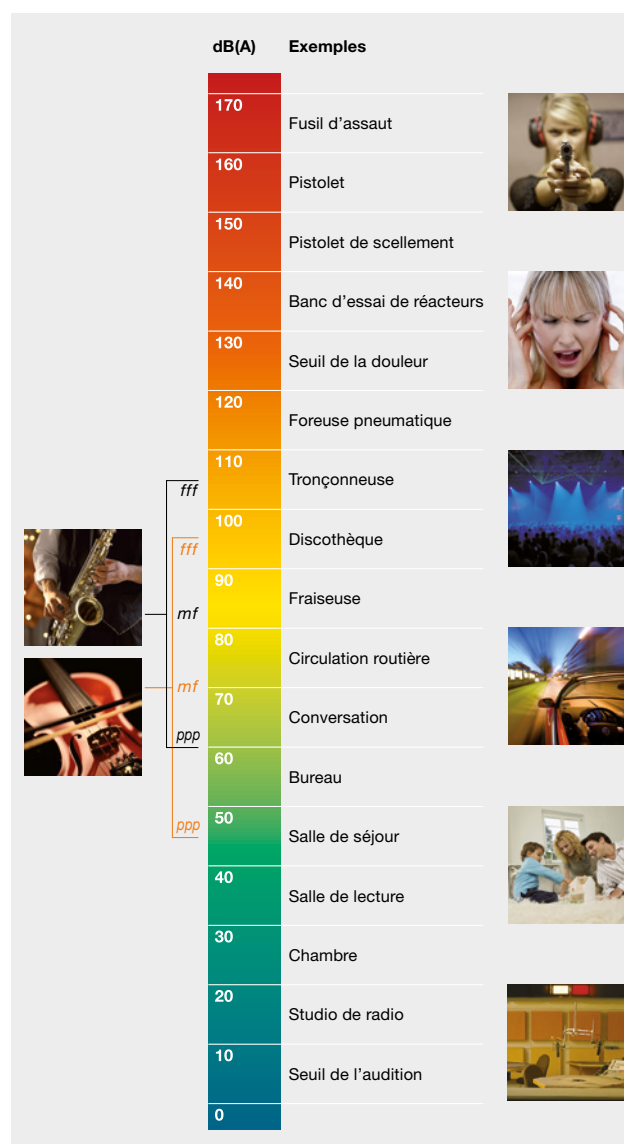 dB(A) Exemples
170
Fusil d'assaut
160
Pistolet
150
Pistolet de scellement
140
Banc d'essai de réacteurs
130
Seuil de la douleur
120
Foreuse pneumatique
110
fff
Tronçonneuse
100
fff
Discothèque
90
Fraiseuse
mf
80
Circulation routière
mf
70
Conversation
ppp
60
Bureau
50
ppp
Salle de séjour
40
Salle de lecture
30
Chambre
20
Studio de radio
10
Seuil de l'audition
0